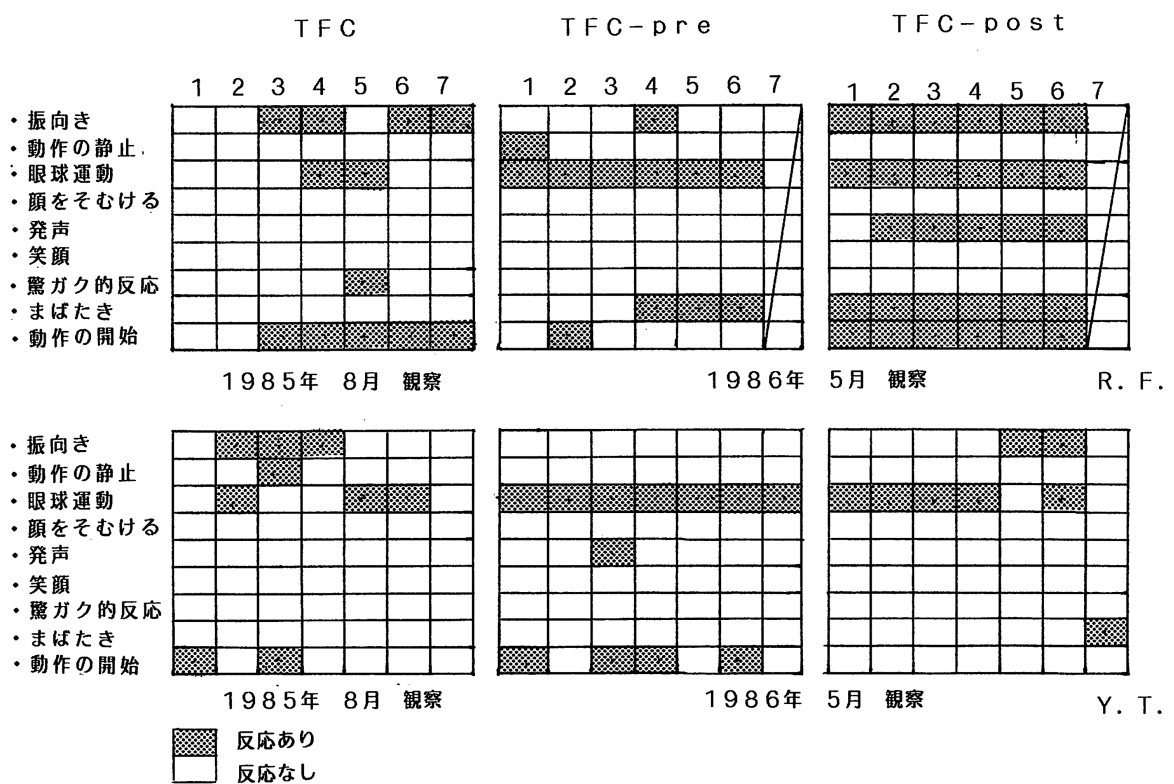 TFC TFC-pre TFC-post
1 2 3 4 5 6 7 1 2 3 4 5 6 7 1 2 3 4 5 6 7
・振向き
・動作の静止
・眼球運動
・顔をそむける
・発声
・笑顔
・驚ガク的反応
・まばたき
・動作の開始
1985年 8月 観察 1986年 5月 観察 R. F.
・振向き
・動作の静止
・眼球運動
・顔をそむける
・発声
・笑顔
・驚ガク的反応
・まばたき
・動作の開始
1985年 8月 観察 1986年 5月 観察 Y. T.
反応あり
反応なし